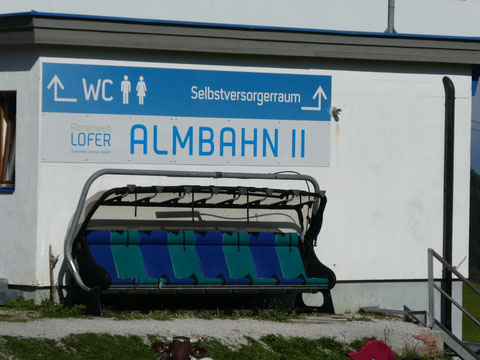 WC
Selbstversorgerraum
Almenwelt
LOFER
ALMBAHN II